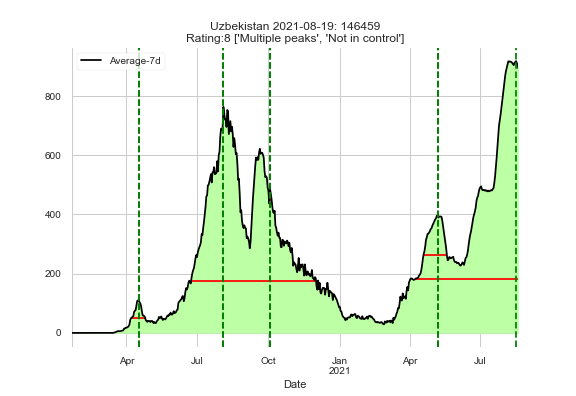 Uzbekistan 2021-08-19: 146459
Rating:8 ['Multiple peaks', 'Not in control']
Average-7d
800
600
400
200
0
Apr
Jul
Oct
Jan
2021
Apr
Jul
Date